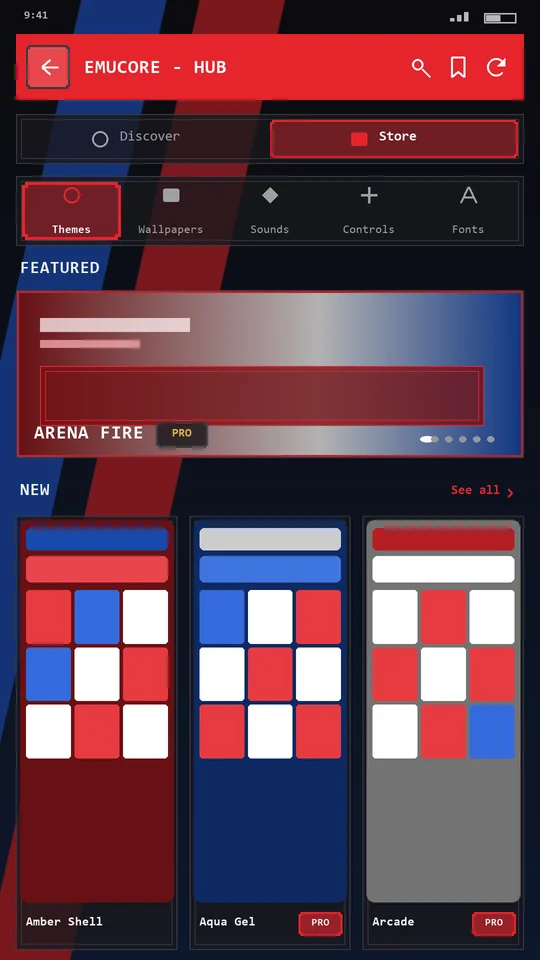 9:41
EMUCORE - HUB
Discover
Store
Themes
Wallpapers
Sounds
Controls
Fonts
FEATURED
ARENA FIRE
PRO
NEW
See all
Amber Shell
Aqua Gel
PRO
Arcade
PRO